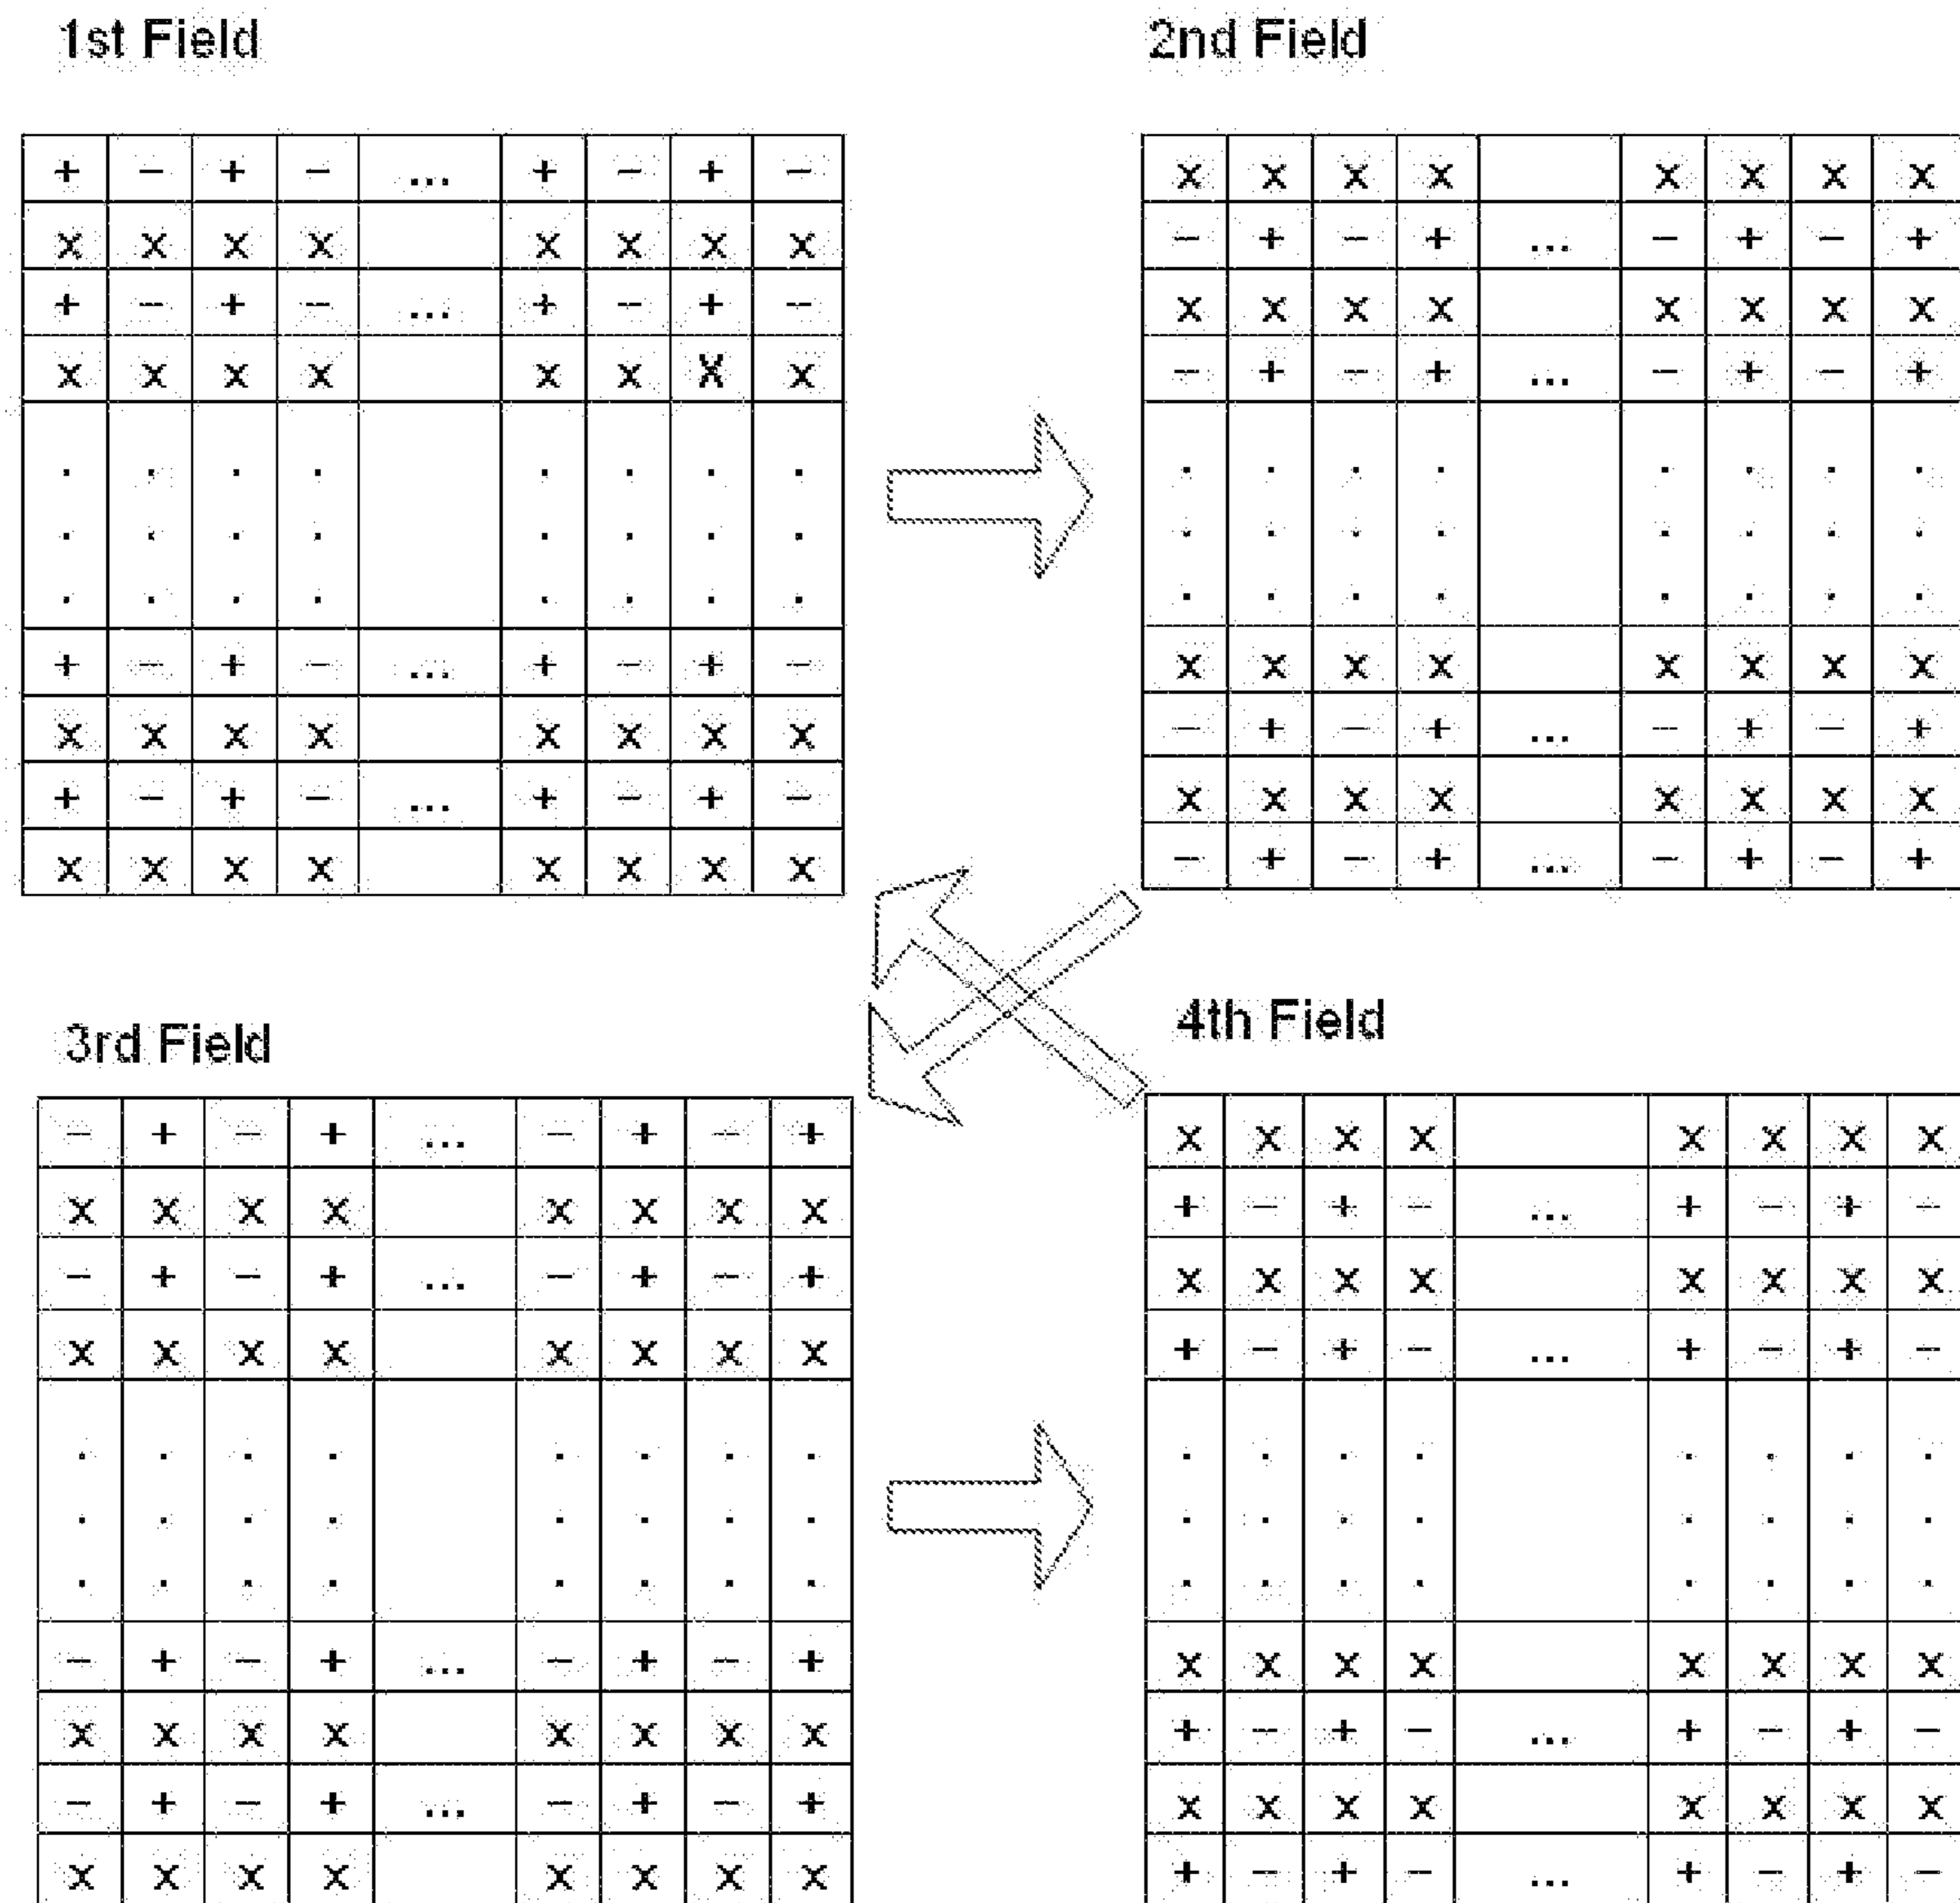 1st Field
+ − + − ... + − + −
x x x x x x x x
+ − + − ... + − + −
x x x x x x x x
. . . . . . . .
. . . . . . . .
. . . . . . . .
+ − + − ... + − + −
x x x x x x x x
+ − + − ... + − + −
x x x x x x x x
2nd Field
x x x x x x x x
− + − + ... − + − +
x x x x x x x x
− + − + ... − + − +
. . . . . . . .
. . . . . . . .
. . . . . . . .
x x x x x x x x
− + − + ... − + − +
x x x x x x x x
− + − + ... − + − +
3rd Field
− + − + ... − + − +
x x x x x x x x
− + − + ... − + − +
x x x x x x x x
. . . . . . . .
. . . . . . . .
. . . . . . . .
− + − + ... − + − +
x x x x x x x x
− + − + ... − + − +
x x x x x x x x
4th Field
x x x x x x x x
+ − + − ... + − + −
x x x x x x x x
+ − + − ... + − + −
. . . . . . . .
. . . . . . . .
. . . . . . . .
x x x x x x x x
+ − + − ... + − + −
x x x x x x x x
+ − + − ... + − + −